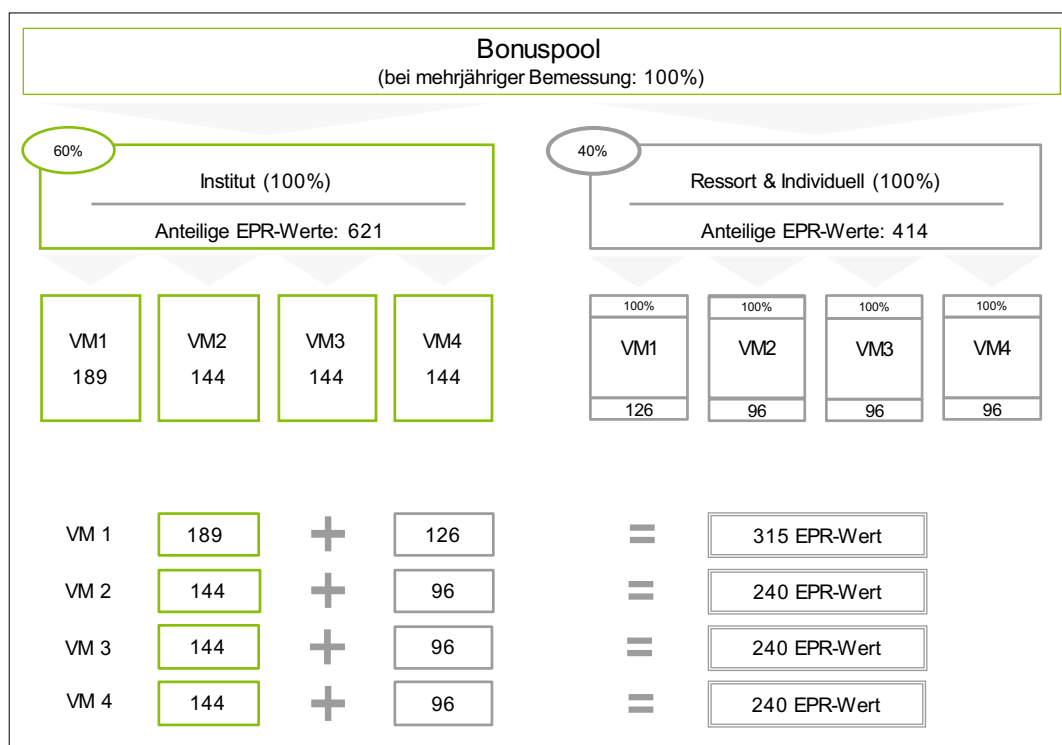 Bonuspool
(bei mehrjähriger Bemessung: 100%)
60%
Institut (100%)
Anteilige EPR-Werte: 621
40%
Ressort & Individuell (100%)
Anteilige EPR-Werte: 414
VM1
189
VM2
144
VM3
144
VM4
144
100%
VM1
126
100%
VM2
96
100%
VM3
96
100%
VM4
96
VM 1 189 + 126 = 315 EPR-Wert
VM 2 144 + 96 = 240 EPR-Wert
VM 3 144 + 96 = 240 EPR-Wert
VM 4 144 + 96 = 240 EPR-Wert